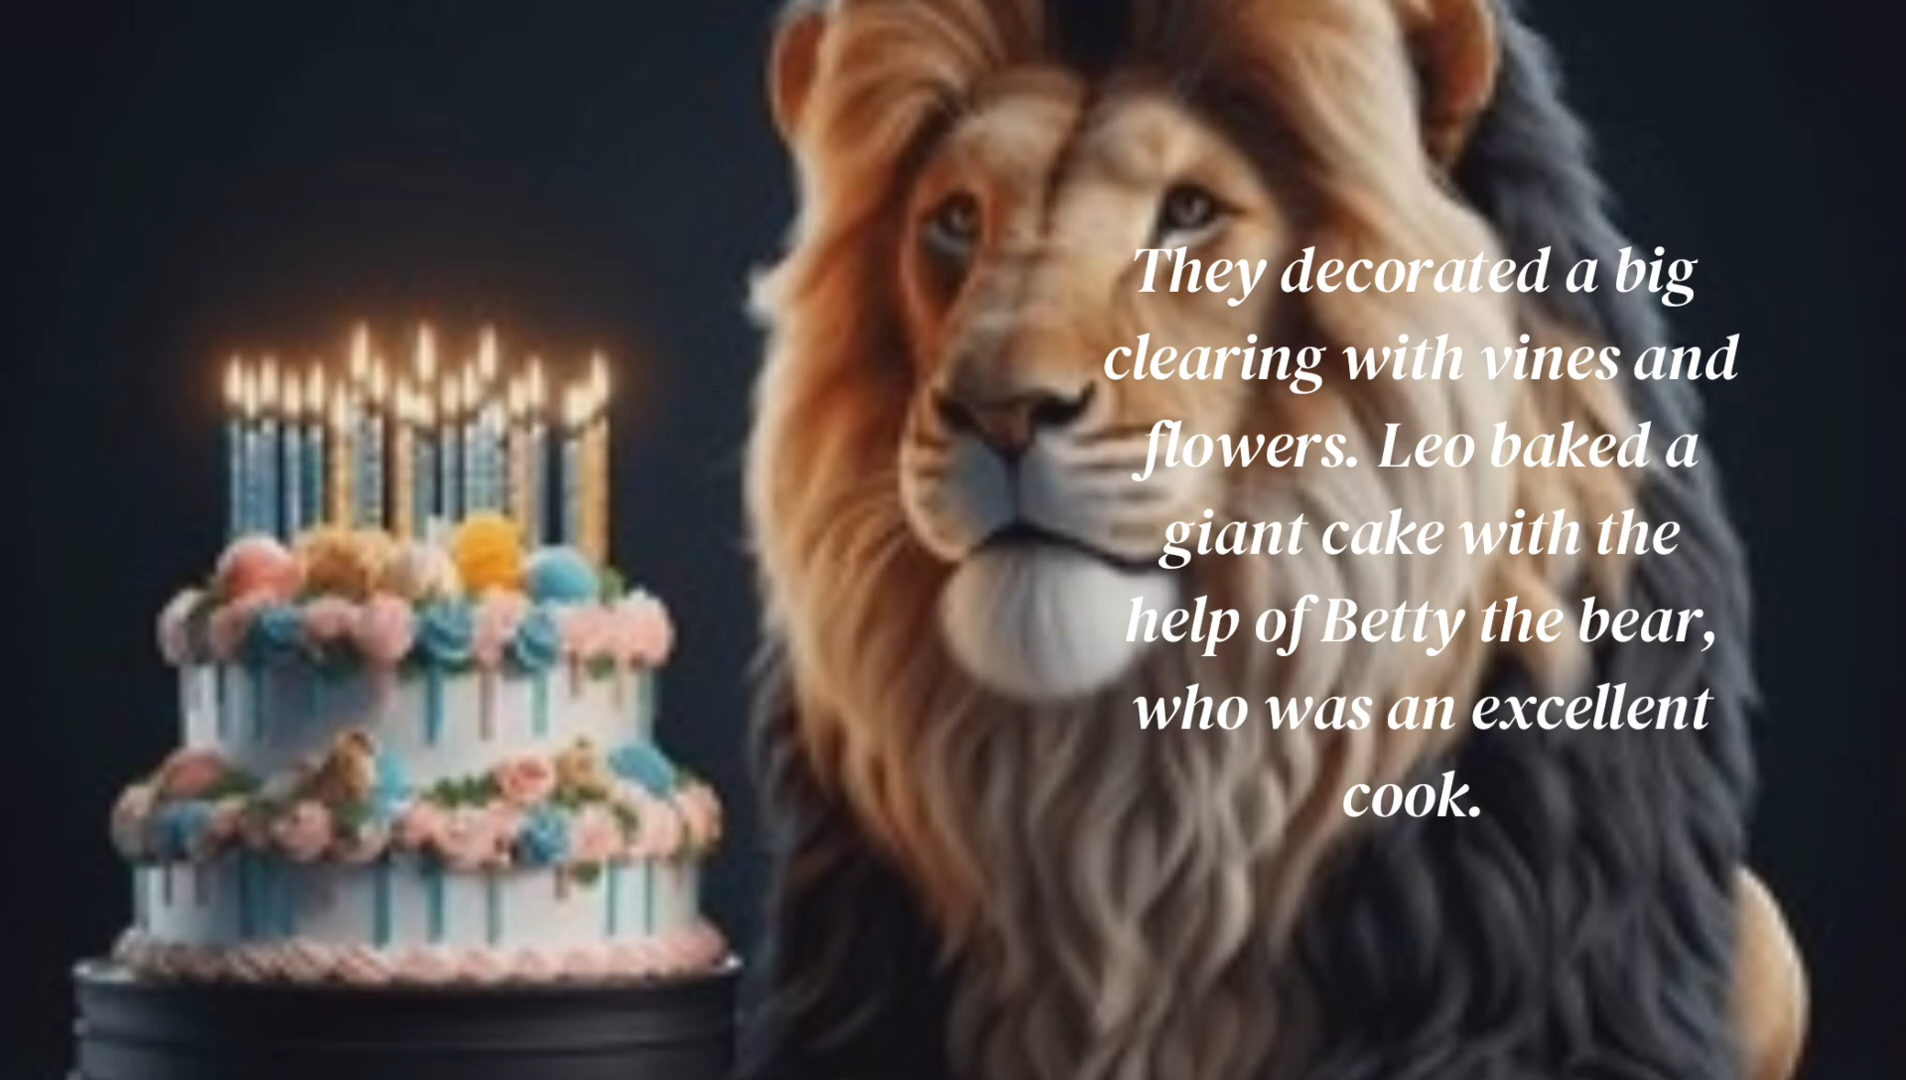 They decorated a big
clearing with vines and
flowers. Leo baked a
giant cake with the
help of Betty the bear,
who was an excellent
cook.